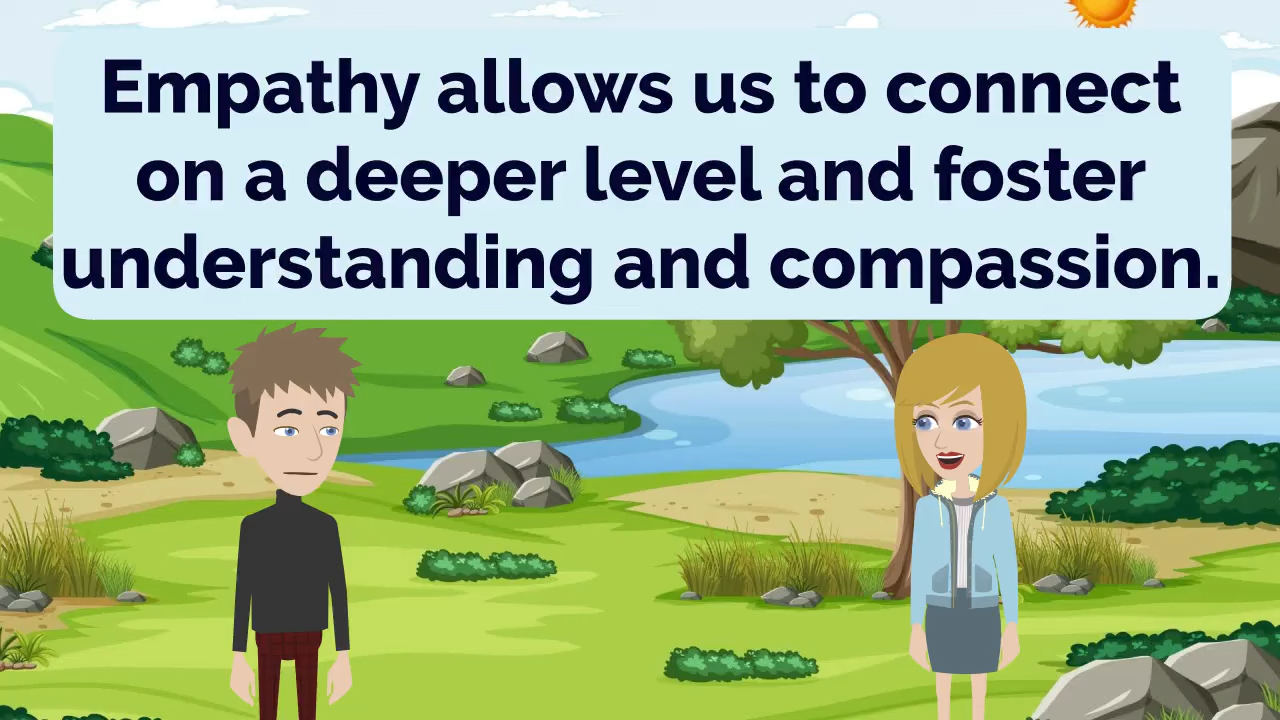 Empathy allows us to connect
on a deeper level and foster
understanding and compassion.